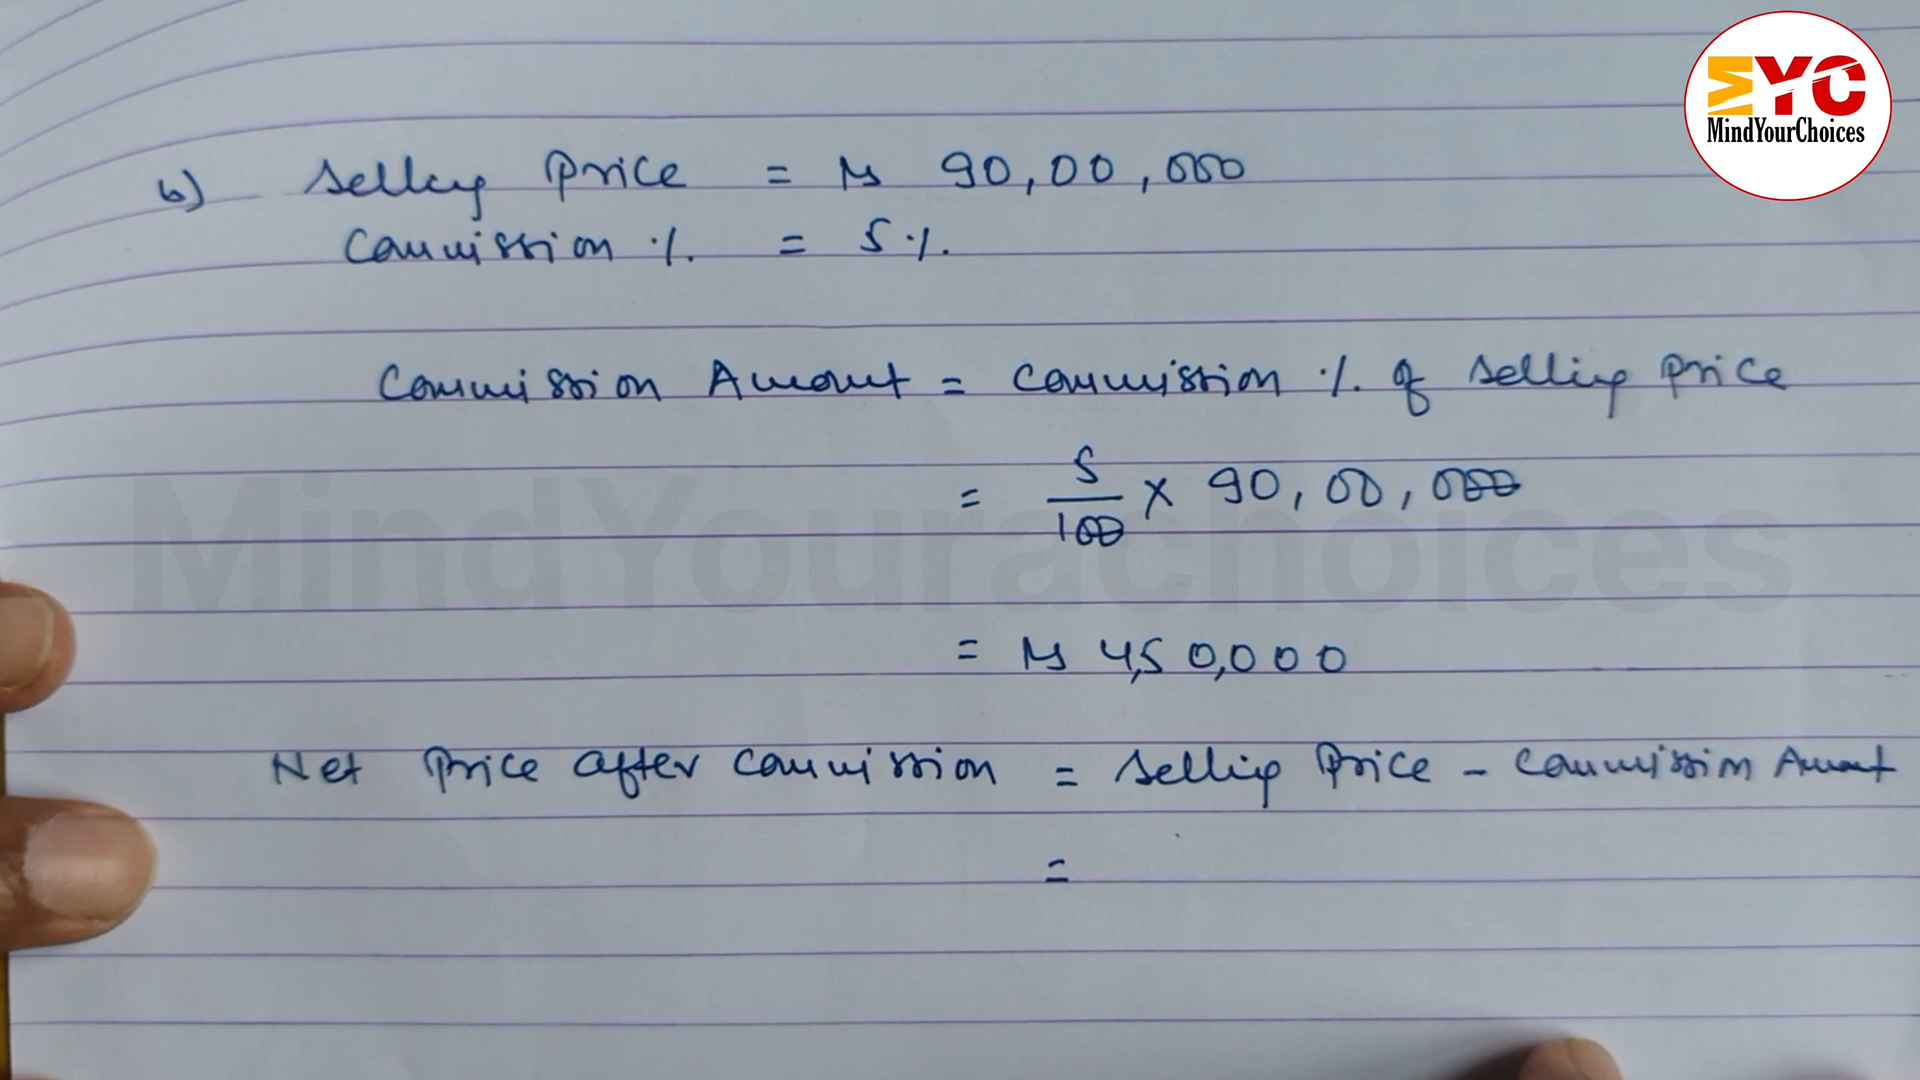 MYC
MindYourChoices
b) Selling Price = Rs 90,00,000
Commission % = 5%
Commission Amount = Commission % of Selling Price
= 5/100 × 90,00,000
= Rs 4,50,000
Net Price after Commission = Selling Price - Commission Amount
=
MindYourachoices